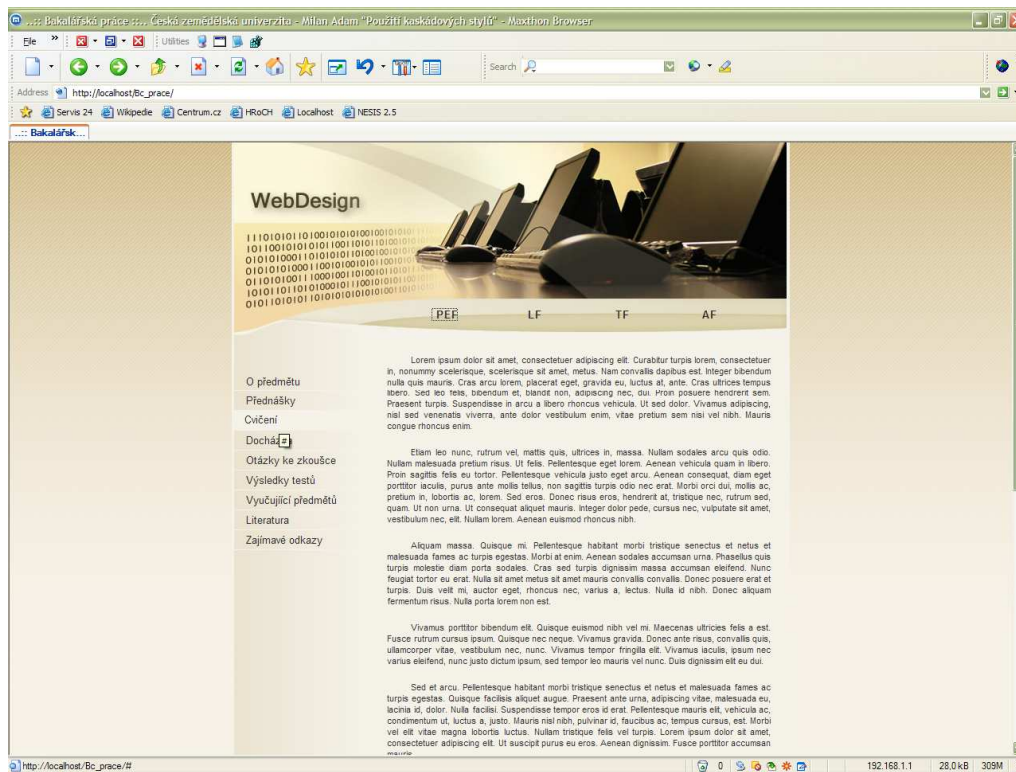 ..:: Bakalářská práce ::.. Česká zemědělská univerzita - Milan Adam "Použití kaskádových stylů" - Maxthon Browser
File » Utilities
Search
Address http://localhost/Bc_prace/
Servis 24 Wikipedie Centrum.cz HRoCH Localhost NESIS 2.5
..:: Bakalářsk...
WebDesign
PEF LF TF AF
O předmětu
Přednášky
Cvičení
#
Otázky ke zkoušce
Výsledky testů
Vyučující předmětů
Literatura
Zajímavé odkazy
Lorem ipsum dolor sit amet, consectetuer adipiscing elit. Curabitur turpis lorem, consectetuer
in, nonummy scelerisque, scelerisque sit amet, metus. Nam convallis dapibus est. Integer bibendum
nulla quis mauris. Cras arcu lorem, placerat eget, gravida eu, luctus at, ante. Cras ultrices tempus
libero. Sed leo felis, bibendum et, blandit non, adipiscing nec, dui. Proin posuere hendrerit sem.
Praesent turpis. Suspendisse in arcu a libero rhoncus vehicula. Ut sed dolor. Vivamus adipiscing,
nisl sed venenatis viverra, ante dolor vestibulum enim, vitae pretium sem nisi vel nibh. Mauris
congue rhoncus enim.
Etiam leo nunc, rutrum vel, mattis quis, ultrices in, massa. Nullam sodales arcu quis odio.
Nullam malesuada pretium risus. Ut felis. Pellentesque eget lorem. Aenean vehicula quam in libero.
Proin sagittis felis eu tortor. Pellentesque vehicula justo eget arcu. Aenean consequat, diam eget
porttitor iaculis, purus ante mollis tellus, non sagittis turpis odio nec erat. Morbi orci dui, mollis ac,
pretium in, lobortis ac, lorem. Sed eros. Donec risus eros, hendrerit at, tristique nec, rutrum sed,
quam. Ut non urna. Ut consequat aliquet mauris. Integer dolor pede, cursus nec, vulputate sit amet,
vestibulum nec, elit. Nullam lorem. Aenean euismod rhoncus nibh.
Aliquam massa. Quisque mi. Pellentesque habitant morbi tristique senectus et netus et
malesuada fames ac turpis egestas. Morbi at enim. Aenean sodales accumsan urna. Phasellus quis
turpis molestie diam porta sodales. Cras sed turpis dignissim massa accumsan eleifend. Nunc
feugiat tortor eu erat. Nulla sit amet metus sit amet mauris convallis convallis. Donec posuere erat et
turpis. Duis velit mi, auctor eget, rhoncus nec, varius a, lectus. Nulla id nibh. Donec aliquam
fermentum risus. Nulla porta lorem non est.
Vivamus porttitor bibendum elit. Quisque euismod nibh vel mi. Maecenas ultricies felis a est.
Fusce rutrum cursus ipsum. Quisque nec neque. Vivamus gravida. Donec ante risus, convallis quis,
ullamcorper vitae, vestibulum nec, nunc. Vivamus tempor fringilla elit. Vivamus iaculis, ipsum nec
varius eleifend, nunc justo dictum ipsum, sed tempor leo mauris vel nunc. Duis dignissim elit eu dui.
Sed et arcu. Pellentesque habitant morbi tristique senectus et netus et malesuada fames ac
turpis egestas. Quisque facilisis aliquet augue. Praesent ante urna, adipiscing vitae, malesuada eu,
lacinia id, dolor. Nulla facilisi. Suspendisse tempor eros id erat. Pellentesque mauris elit, vehicula ac,
condimentum ut, luctus a, justo. Mauris nisl nibh, pulvinar id, faucibus ac, tempus cursus, est. Morbi
vel elit vitae magna lobortis luctus. Nullam tristique felis vel turpis. Lorem ipsum dolor sit amet,
consectetuer adipiscing elit. Ut suscipit purus eu eros. Aenean dignissim. Fusce porttitor accumsan
mauris
http://localhost/Bc_prace/# 0 192.168.1.1 28,0 kB 309M